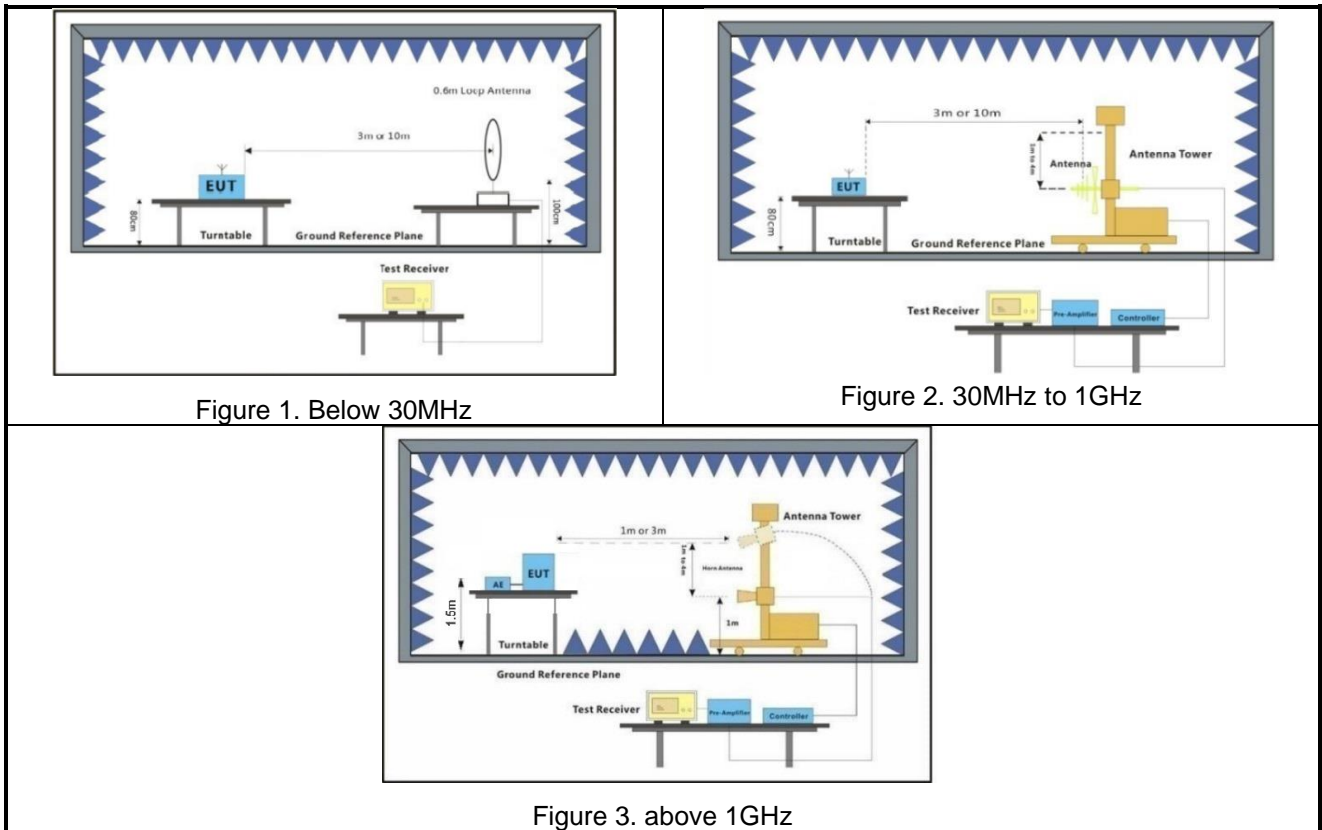 0.6m Loop Antenna
3m or 10m
EUT
80cm
100cm
Turntable
Ground Reference Plane
Test Receiver
Figure 1. Below 30MHz
3m or 10m
1m to 4m
Antenna
Antenna Tower
EUT
80cm
Turntable
Ground Reference Plane
Test Receiver
Pre-Amplifier
Controller
Figure 2. 30MHz to 1GHz
Antenna Tower
1m or 3m
1m to 4m
Horn Antenna
AE
EUT
1.5m
1m
Turntable
Ground Reference Plane
Test Receiver
Pre-Amplifier
Controller
Figure 3. above 1GHz